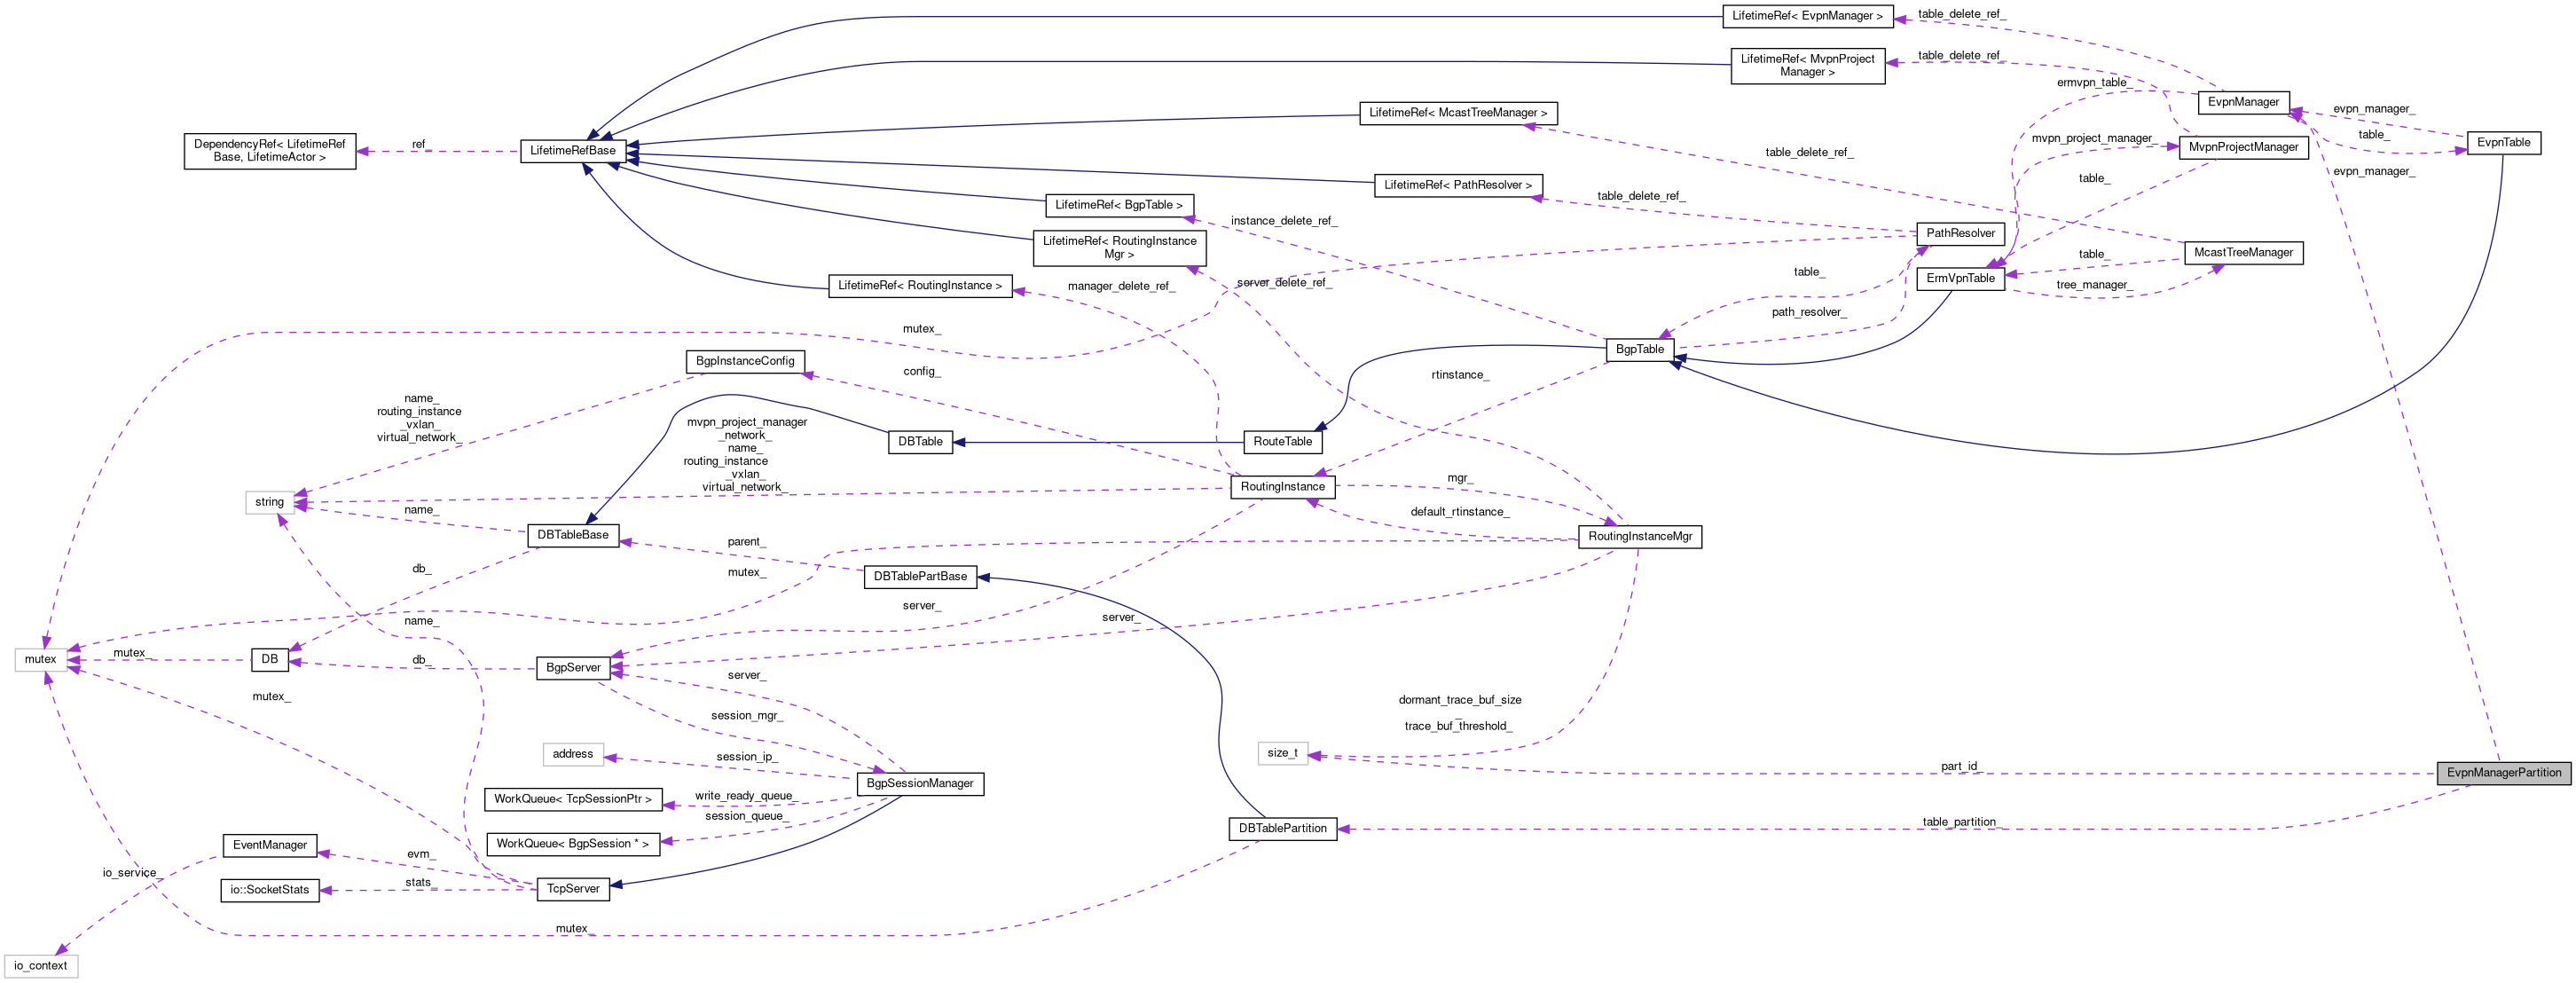 LifetimeRef< EvpnManager >
table_delete_ref_
LifetimeRef< MvpnProject
Manager >
table_delete_ref_
ermvpn_table_
EvpnManager
evpn_manager_
LifetimeRef< McastTreeManager >
DependencyRef< LifetimeRef
Base, LifetimeActor >
ref_
LifetimeRefBase
table_delete_ref_
mvpn_project_manager_
MvpnProjectManager
table_
EvpnTable
evpn_manager_
table_
LifetimeRef< PathResolver >
table_delete_ref_
LifetimeRef< BgpTable >
instance_delete_ref_
PathResolver
LifetimeRef< RoutingInstance
Mgr >
McastTreeManager
table_
table_
ErmVpnTable
tree_manager_
LifetimeRef< RoutingInstance >
manager_delete_ref_
server_delete_ref_
path_resolver_
mutex_
BgpTable
BgpInstanceConfig
config_
rtinstance_
name_
routing_instance
_vxlan_
virtual_network_
mvpn_project_manager
_network_
name_
routing_instance
_vxlan_
virtual_network_
DBTable
RouteTable
string
name_
RoutingInstance
mgr_
default_rtinstance_
DBTableBase
parent_
RoutingInstanceMgr
db_
mutex_
DBTablePartBase
name_
server_
server_
mutex
mutex_
DB
db_
BgpServer
server_
mutex_
session_mgr_
dormant_trace_buf_size
_
trace_buf_threshold_
address
session_ip_
size_t
part_id_
EvpnManagerPartition
BgpSessionManager
WorkQueue< TcpSessionPtr >
write_ready_queue_
session_queue_
WorkQueue< BgpSession * >
DBTablePartition
table_partition_
EventManager
evm_
io_service_
io::SocketStats
stats_
TcpServer
mutex_
io_context